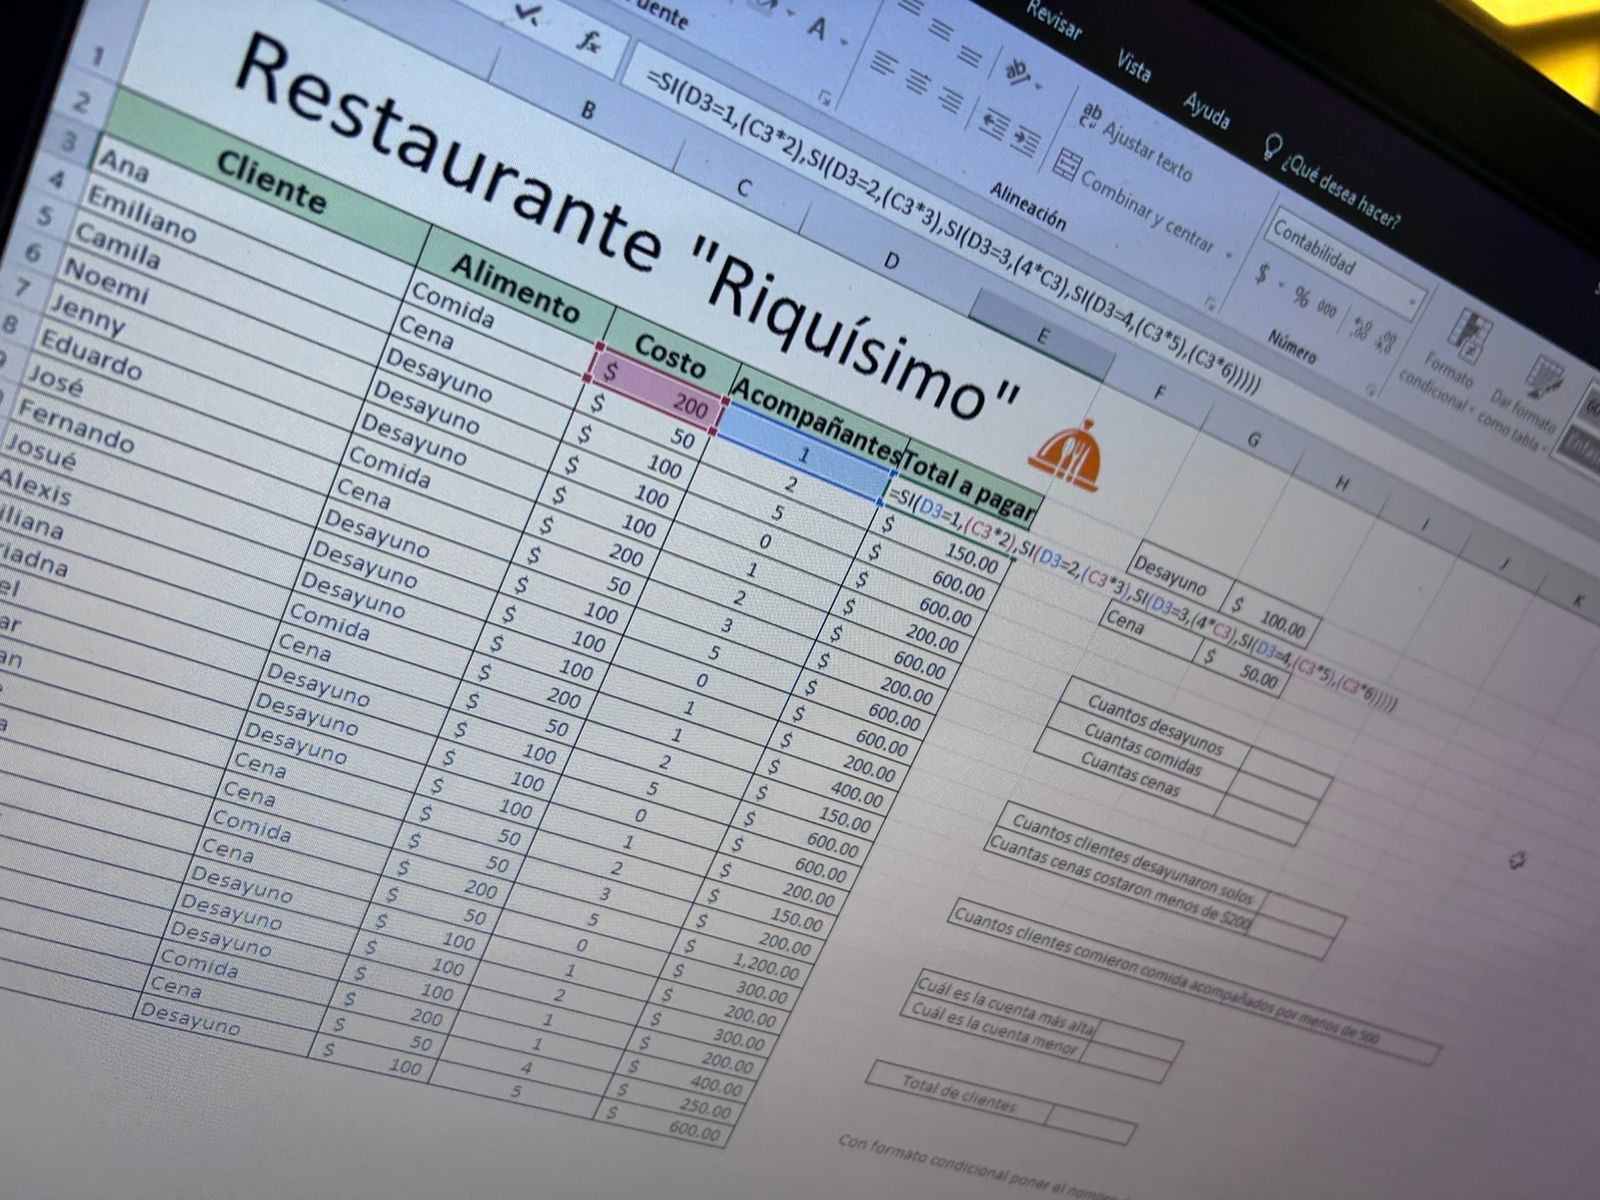 Revisar Vista Ayuda ¿Qué desea hacer?
uente
Ajustar texto
Combinar y centrar
Alineación
Contabilidad
$ % 000
Número
Formato condicional
Dar formato como tabla
fx =SI(D3=1,(C3*2),SI(D3=2,(C3*3),SI(D3=3,(4*C3),SI(D3=4,(C3*5),(C3*6)))))
B C D E F G H I J K
1 Restaurante "Riquísimo"
2 Cliente Alimento Costo Acompañantes Total a pagar
3 Ana Comida $ 200 1 =SI(D3=1,(C3*2),SI(D3=2,(C3*3),SI(D3=3,(4*C3),SI(D3=4,(C3*5),(C3*6)))))
4 Emiliano Cena $ 50 2 $ 150.00
5 Camila Desayuno $ 100 5 $ 600.00
6 Noemi Desayuno $ 100 0 $ 600.00
7 Jenny Desayuno $ 100 1 $ 200.00
8 Eduardo Comida $ 200 2 $ 600.00
José Cena $ 50 3 $ 200.00
Fernando Desayuno $ 100 5 $ 600.00
Josué Desayuno $ 100 0 $ 600.00
Alexis Desayuno $ 100 1 $ 200.00
iliana Comida $ 200 1 $ 400.00
iadna Cena $ 50 2 $ 150.00
el Desayuno $ 100 5 $ 600.00
ar Desayuno $ 100 0 $ 600.00
an Desayuno $ 100 1 $ 200.00
Cena $ 50 2 $ 150.00
a Cena $ 50 3 $ 200.00
Comida $ 200 5 $ 1,200.00
Cena $ 50 0 $ 300.00
Desayuno $ 100 1 $ 200.00
Desayuno $ 100 2 $ 300.00
Desayuno $ 100 1 $ 200.00
Comida $ 200 1 $ 400.00
Cena $ 50 4 $ 250.00
Desayuno $ 100 5 $ 600.00
Desayuno $ 100.00
Cena $ 50.00
Cuantos desayunos
Cuantas comidas
Cuantas cenas
Cuantos clientes desayunaron solos
Cuantas cenas costaron menos de $200
Cuantos clientes comieron comida acompañados por menos de 500
Cuál es la cuenta más alta
Cuál es la cuenta menor
Total de clientes
Con formato condicional poner el nombre